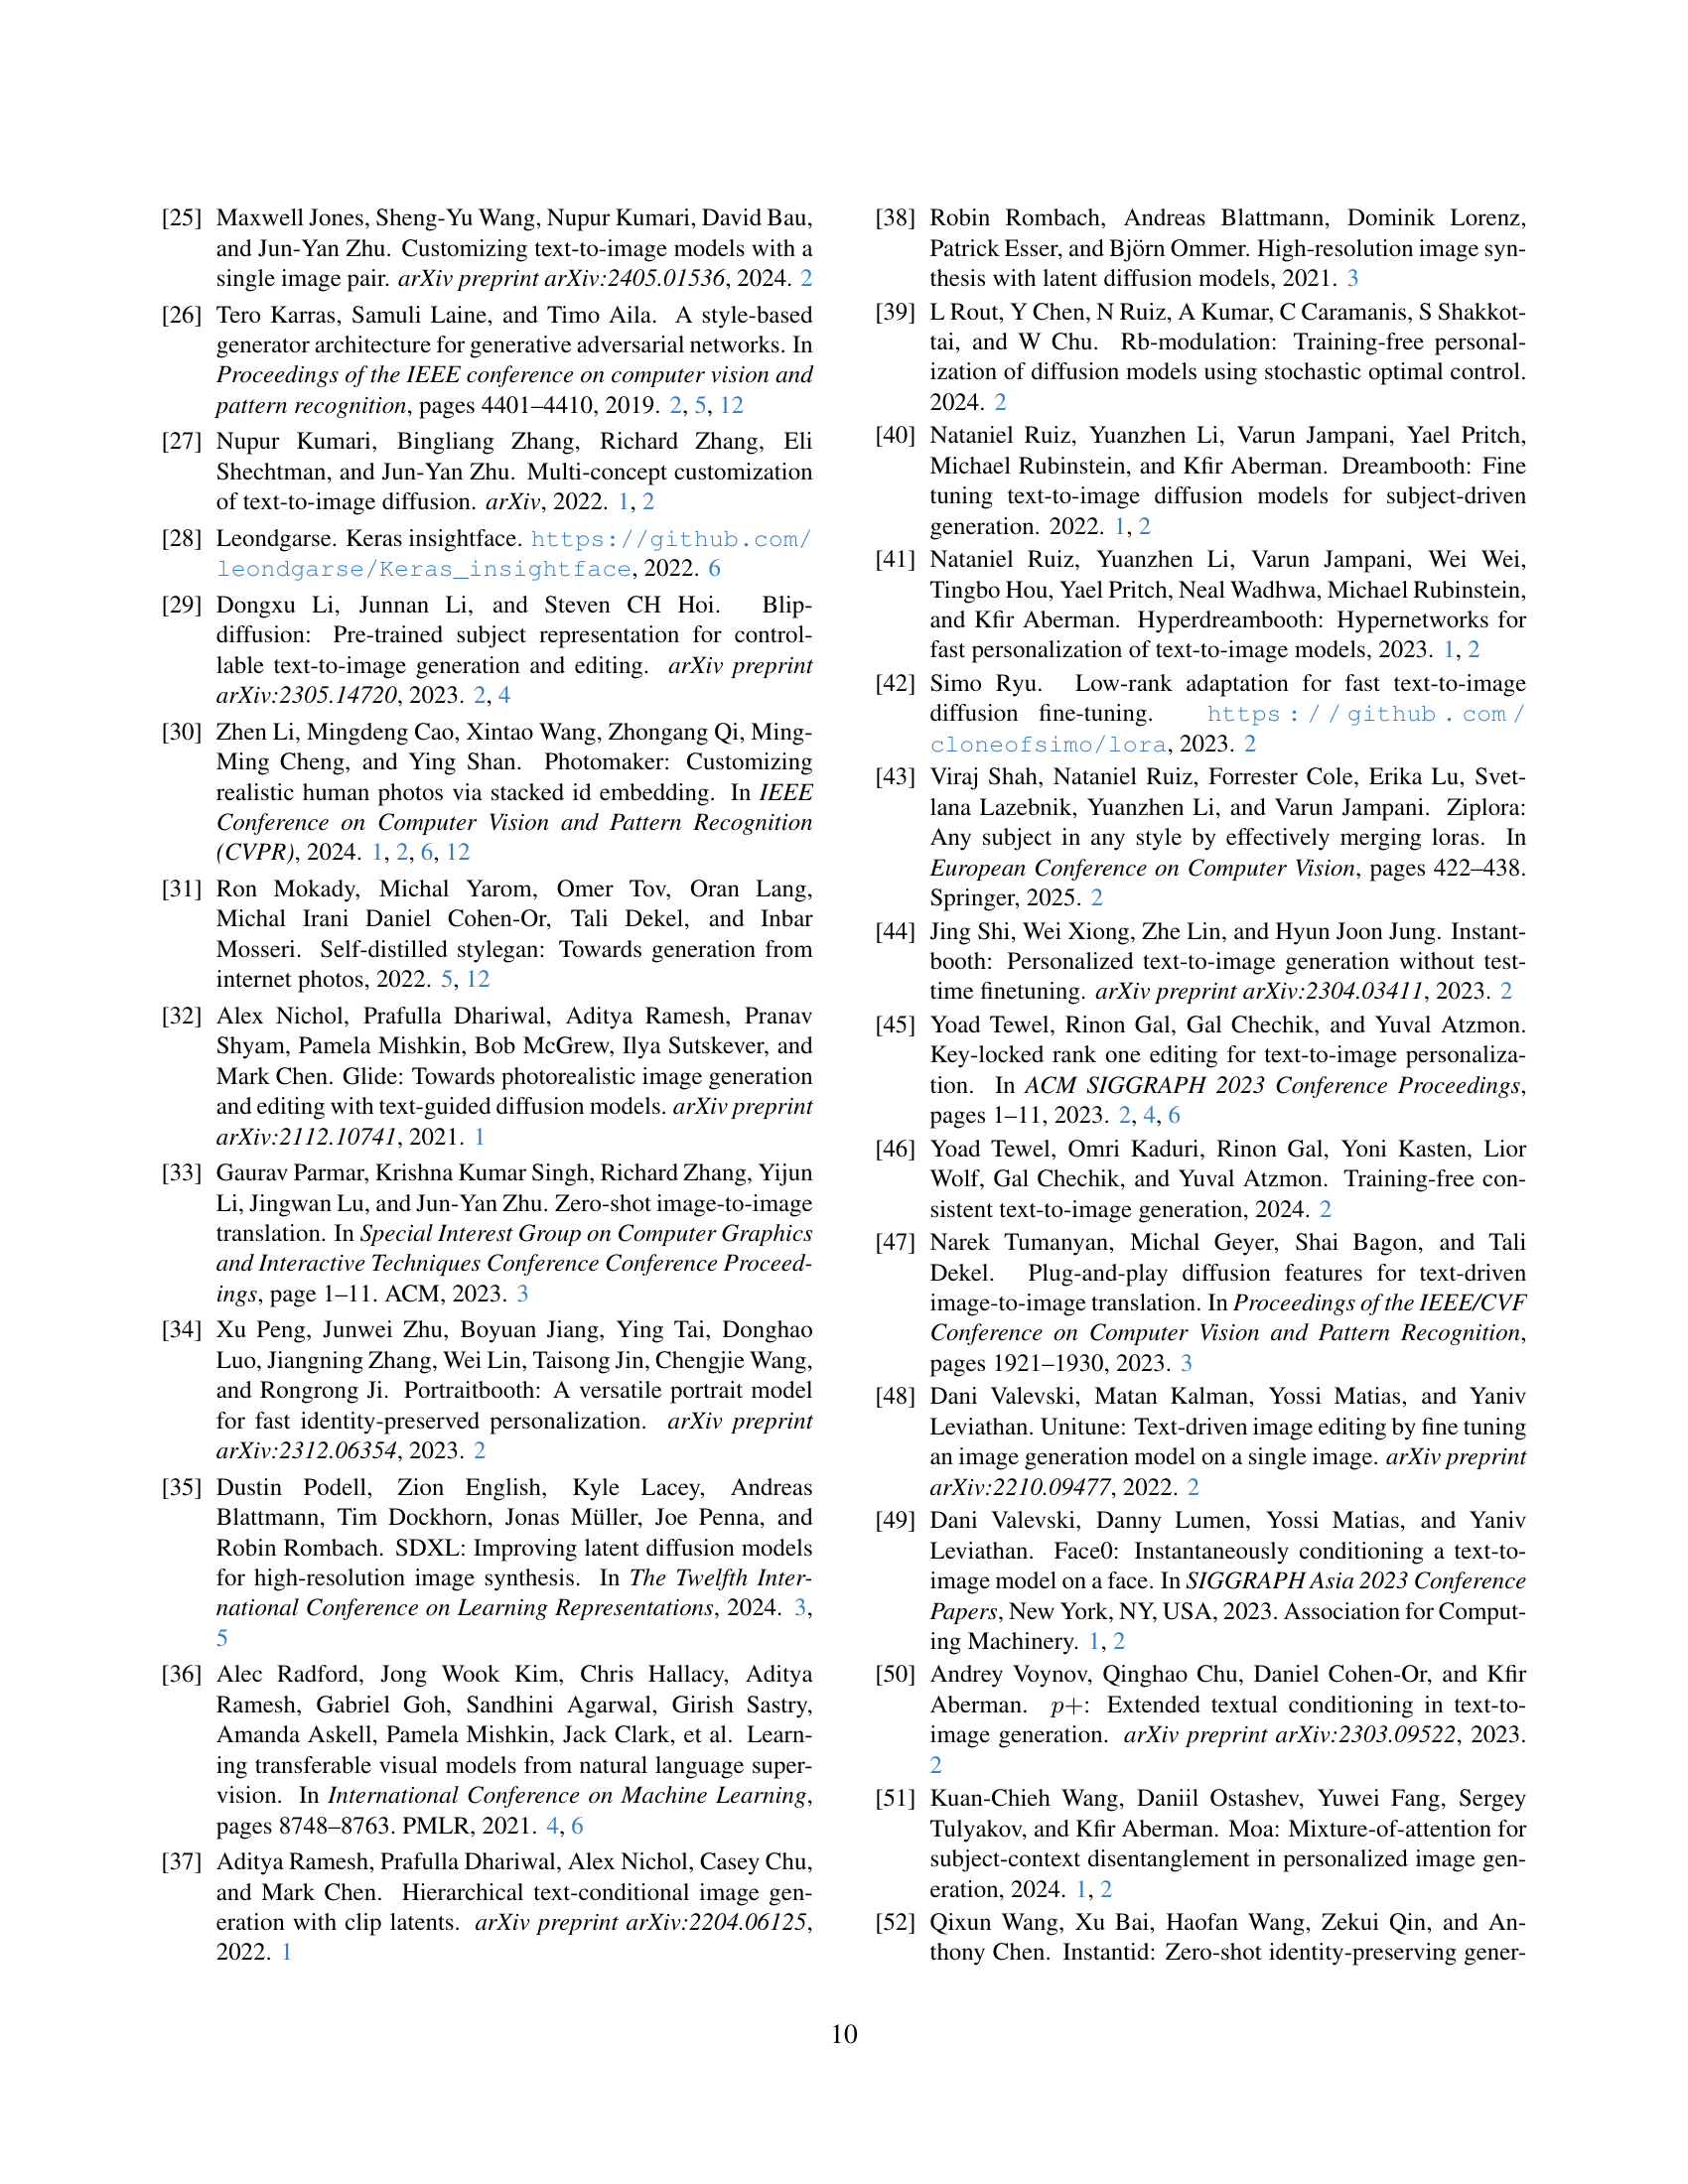 [25] Maxwell Jones, Sheng-Yu Wang, Nupur Kumari, David Bau,
and Jun-Yan Zhu. Customizing text-to-image models with a
single image pair. arXiv preprint arXiv:2405.01536, 2024. 2
[26] Tero Karras, Samuli Laine, and Timo Aila. A style-based
generator architecture for generative adversarial networks. In
Proceedings of the IEEE conference on computer vision and
pattern recognition, pages 4401–4410, 2019. 2, 5, 12
[27] Nupur Kumari, Bingliang Zhang, Richard Zhang, Eli
Shechtman, and Jun-Yan Zhu. Multi-concept customization
of text-to-image diffusion. arXiv, 2022. 1, 2
[28] Leondgarse. Keras insightface. https://github.com/
leondgarse/Keras_insightface, 2022. 6
[29] Dongxu Li, Junnan Li, and Steven CH Hoi. Blip-
diffusion: Pre-trained subject representation for control-
lable text-to-image generation and editing. arXiv preprint
arXiv:2305.14720, 2023. 2, 4
[30] Zhen Li, Mingdeng Cao, Xintao Wang, Zhongang Qi, Ming-
Ming Cheng, and Ying Shan. Photomaker: Customizing
realistic human photos via stacked id embedding. In IEEE
Conference on Computer Vision and Pattern Recognition
(CVPR), 2024. 1, 2, 6, 12
[31] Ron Mokady, Michal Yarom, Omer Tov, Oran Lang,
Michal Irani Daniel Cohen-Or, Tali Dekel, and Inbar
Mosseri. Self-distilled stylegan: Towards generation from
internet photos, 2022. 5, 12
[32] Alex Nichol, Prafulla Dhariwal, Aditya Ramesh, Pranav
Shyam, Pamela Mishkin, Bob McGrew, Ilya Sutskever, and
Mark Chen. Glide: Towards photorealistic image generation
and editing with text-guided diffusion models. arXiv preprint
arXiv:2112.10741, 2021. 1
[33] Gaurav Parmar, Krishna Kumar Singh, Richard Zhang, Yijun
Li, Jingwan Lu, and Jun-Yan Zhu. Zero-shot image-to-image
translation. In Special Interest Group on Computer Graphics
and Interactive Techniques Conference Conference Proceed-
ings, page 1–11. ACM, 2023. 3
[34] Xu Peng, Junwei Zhu, Boyuan Jiang, Ying Tai, Donghao
Luo, Jiangning Zhang, Wei Lin, Taisong Jin, Chengjie Wang,
and Rongrong Ji. Portraitbooth: A versatile portrait model
for fast identity-preserved personalization. arXiv preprint
arXiv:2312.06354, 2023. 2
[35] Dustin Podell, Zion English, Kyle Lacey, Andreas
Blattmann, Tim Dockhorn, Jonas Müller, Joe Penna, and
Robin Rombach. SDXL: Improving latent diffusion models
for high-resolution image synthesis. In The Twelfth Inter-
national Conference on Learning Representations, 2024. 3,
5
[36] Alec Radford, Jong Wook Kim, Chris Hallacy, Aditya
Ramesh, Gabriel Goh, Sandhini Agarwal, Girish Sastry,
Amanda Askell, Pamela Mishkin, Jack Clark, et al. Learn-
ing transferable visual models from natural language super-
vision. In International Conference on Machine Learning,
pages 8748–8763. PMLR, 2021. 4, 6
[37] Aditya Ramesh, Prafulla Dhariwal, Alex Nichol, Casey Chu,
and Mark Chen. Hierarchical text-conditional image gen-
eration with clip latents. arXiv preprint arXiv:2204.06125,
2022. 1
[38] Robin Rombach, Andreas Blattmann, Dominik Lorenz,
Patrick Esser, and Björn Ommer. High-resolution image syn-
thesis with latent diffusion models, 2021. 3
[39] L Rout, Y Chen, N Ruiz, A Kumar, C Caramanis, S Shakkot-
tai, and W Chu. Rb-modulation: Training-free personal-
ization of diffusion models using stochastic optimal control.
2024. 2
[40] Nataniel Ruiz, Yuanzhen Li, Varun Jampani, Yael Pritch,
Michael Rubinstein, and Kfir Aberman. Dreambooth: Fine
tuning text-to-image diffusion models for subject-driven
generation. 2022. 1, 2
[41] Nataniel Ruiz, Yuanzhen Li, Varun Jampani, Wei Wei,
Tingbo Hou, Yael Pritch, Neal Wadhwa, Michael Rubinstein,
and Kfir Aberman. Hyperdreambooth: Hypernetworks for
fast personalization of text-to-image models, 2023. 1, 2
[42] Simo Ryu. Low-rank adaptation for fast text-to-image
diffusion fine-tuning. https://github.com/
cloneofsimo/lora, 2023. 2
[43] Viraj Shah, Nataniel Ruiz, Forrester Cole, Erika Lu, Svet-
lana Lazebnik, Yuanzhen Li, and Varun Jampani. Ziplora:
Any subject in any style by effectively merging loras. In
European Conference on Computer Vision, pages 422–438.
Springer, 2025. 2
[44] Jing Shi, Wei Xiong, Zhe Lin, and Hyun Joon Jung. Instant-
booth: Personalized text-to-image generation without test-
time finetuning. arXiv preprint arXiv:2304.03411, 2023. 2
[45] Yoad Tewel, Rinon Gal, Gal Chechik, and Yuval Atzmon.
Key-locked rank one editing for text-to-image personaliza-
tion. In ACM SIGGRAPH 2023 Conference Proceedings,
pages 1–11, 2023. 2, 4, 6
[46] Yoad Tewel, Omri Kaduri, Rinon Gal, Yoni Kasten, Lior
Wolf, Gal Chechik, and Yuval Atzmon. Training-free con-
sistent text-to-image generation, 2024. 2
[47] Narek Tumanyan, Michal Geyer, Shai Bagon, and Tali
Dekel. Plug-and-play diffusion features for text-driven
image-to-image translation. In Proceedings of the IEEE/CVF
Conference on Computer Vision and Pattern Recognition,
pages 1921–1930, 2023. 3
[48] Dani Valevski, Matan Kalman, Yossi Matias, and Yaniv
Leviathan. Unitune: Text-driven image editing by fine tuning
an image generation model on a single image. arXiv preprint
arXiv:2210.09477, 2022. 2
[49] Dani Valevski, Danny Lumen, Yossi Matias, and Yaniv
Leviathan. Face0: Instantaneously conditioning a text-to-
image model on a face. In SIGGRAPH Asia 2023 Conference
Papers, New York, NY, USA, 2023. Association for Comput-
ing Machinery. 1, 2
[50] Andrey Voynov, Qinghao Chu, Daniel Cohen-Or, and Kfir
Aberman. p+: Extended textual conditioning in text-to-
image generation. arXiv preprint arXiv:2303.09522, 2023.
2
[51] Kuan-Chieh Wang, Daniil Ostashev, Yuwei Fang, Sergey
Tulyakov, and Kfir Aberman. Moa: Mixture-of-attention for
subject-context disentanglement in personalized image gen-
eration, 2024. 1, 2
[52] Qixun Wang, Xu Bai, Haofan Wang, Zekui Qin, and An-
thony Chen. Instantid: Zero-shot identity-preserving gener-
10